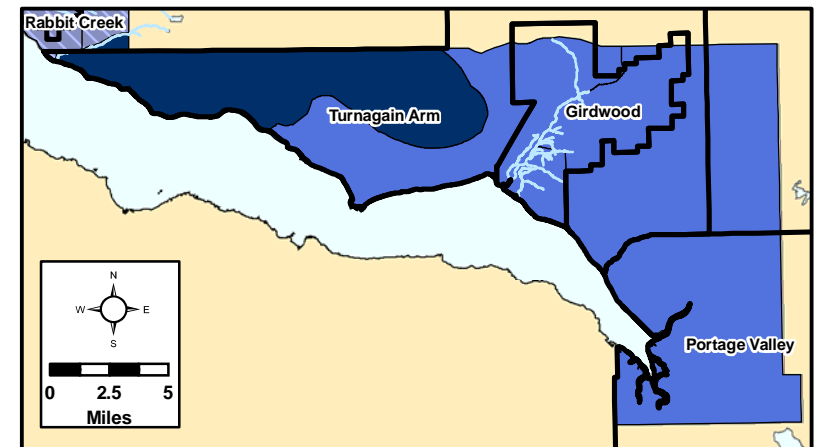 Rabbit Creek
Turnagain Arm
Girdwood
Portage Valley
N
W E
S
0 2.5 5
Miles